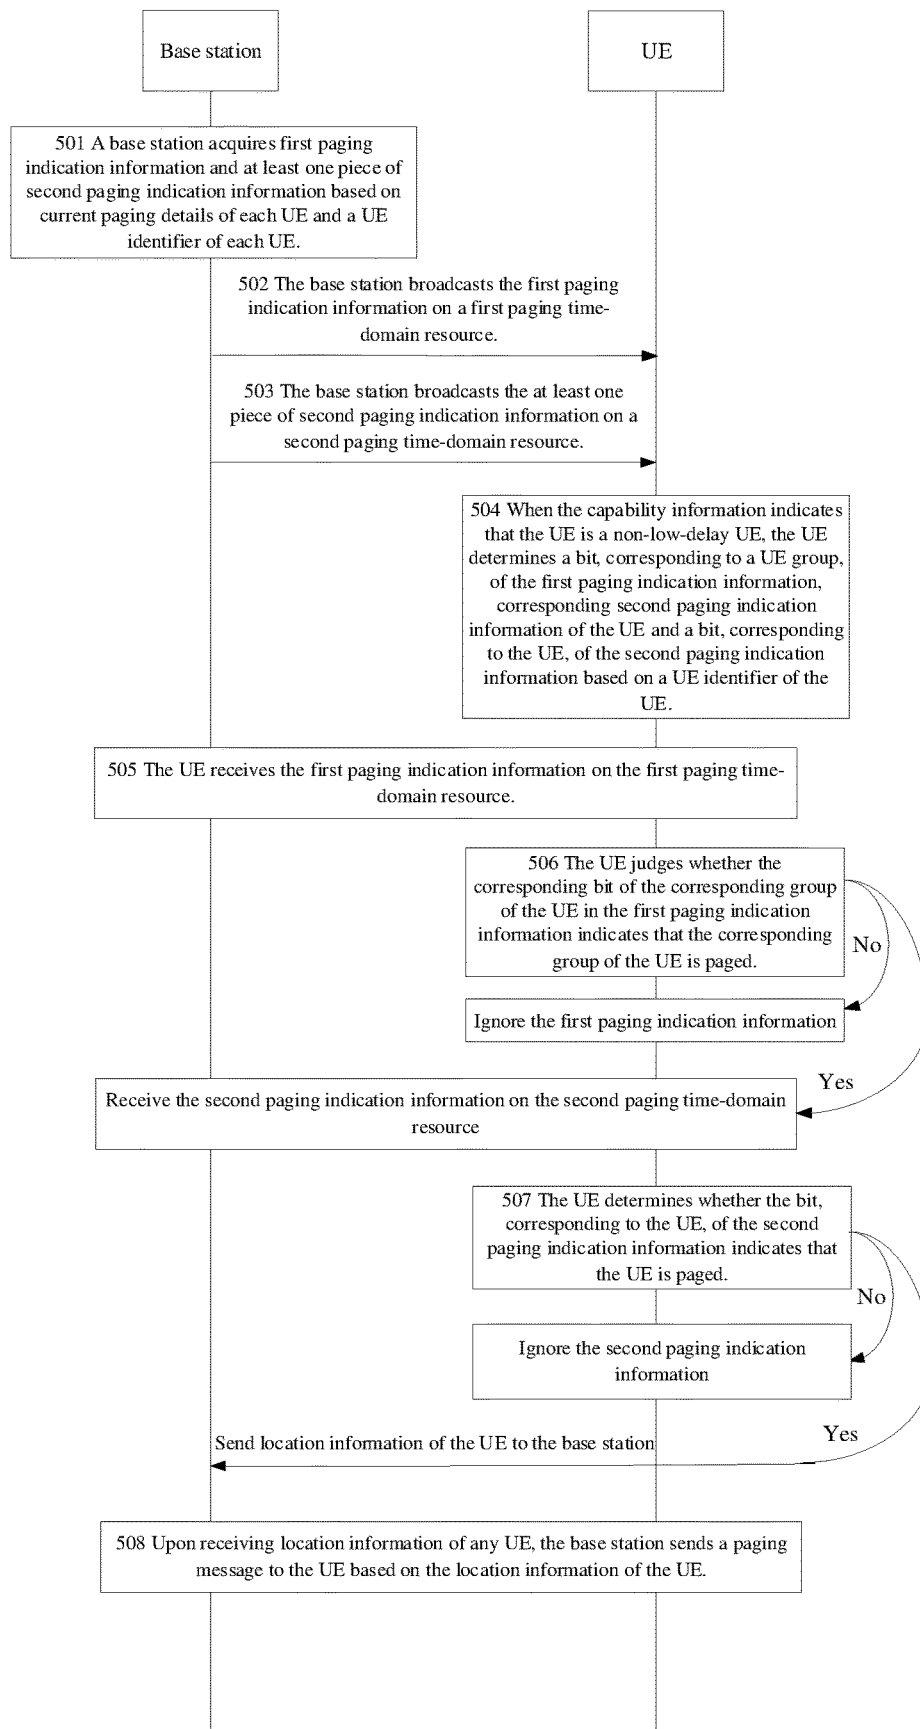 Base station
UE
501 A base station acquires first paging
indication information and at least one piece of
second paging indication information based on
current paging details of each UE and a UE
identifier of each UE.
502 The base station broadcasts the first paging
indication information on a first paging time-
domain resource.
503 The base station broadcasts the at least one
piece of second paging indication information on a
second paging time-domain resource.
504 When the capability information indicates
that the UE is a non-low-delay UE, the UE
determines a bit, corresponding to a UE group,
of the first paging indication information,
corresponding second paging indication
information of the UE and a bit, corresponding
to the UE, of the second paging indication
information based on a UE identifier of the
UE.
505 The UE receives the first paging indication information on the first paging time-
domain resource.
506 The UE judges whether the
corresponding bit of the corresponding group
of the UE in the first paging indication
information indicates that the corresponding
group of the UE is paged.
No
Ignore the first paging indication information
Yes
Receive the second paging indication information on the second paging time-domain
resource
507 The UE determines whether the bit,
corresponding to the UE, of the second
paging indication information indicates that
the UE is paged.
No
Ignore the second paging indication
information
Yes
Send location information of the UE to the base station
508 Upon receiving location information of any UE, the base station sends a paging
message to the UE based on the location information of the UE.